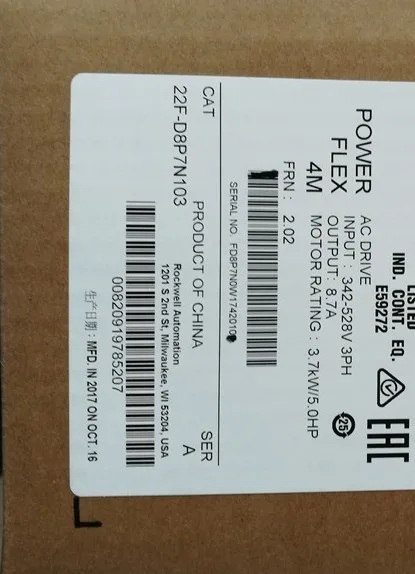 LISTED
IND. CONT. EQ.
E59272
EAC
POWER FLEX 4M
AC DRIVE
INPUT : 342-528V 3PH
OUTPUT: 8.7A
MOTOR RATING : 3.7kW/5.0HP
25
FRN : 2.02
SERIAL NO. FD8P7N0W1742010
CAT
PRODUCT OF CHINA
SER
22F-D8P7N103
A
Rockwell Automation
1201 S 2nd St, Milwaukee, WI 53204, USA
00820919785207
生产日期 : MFD. IN 2017 ON OCT. 16